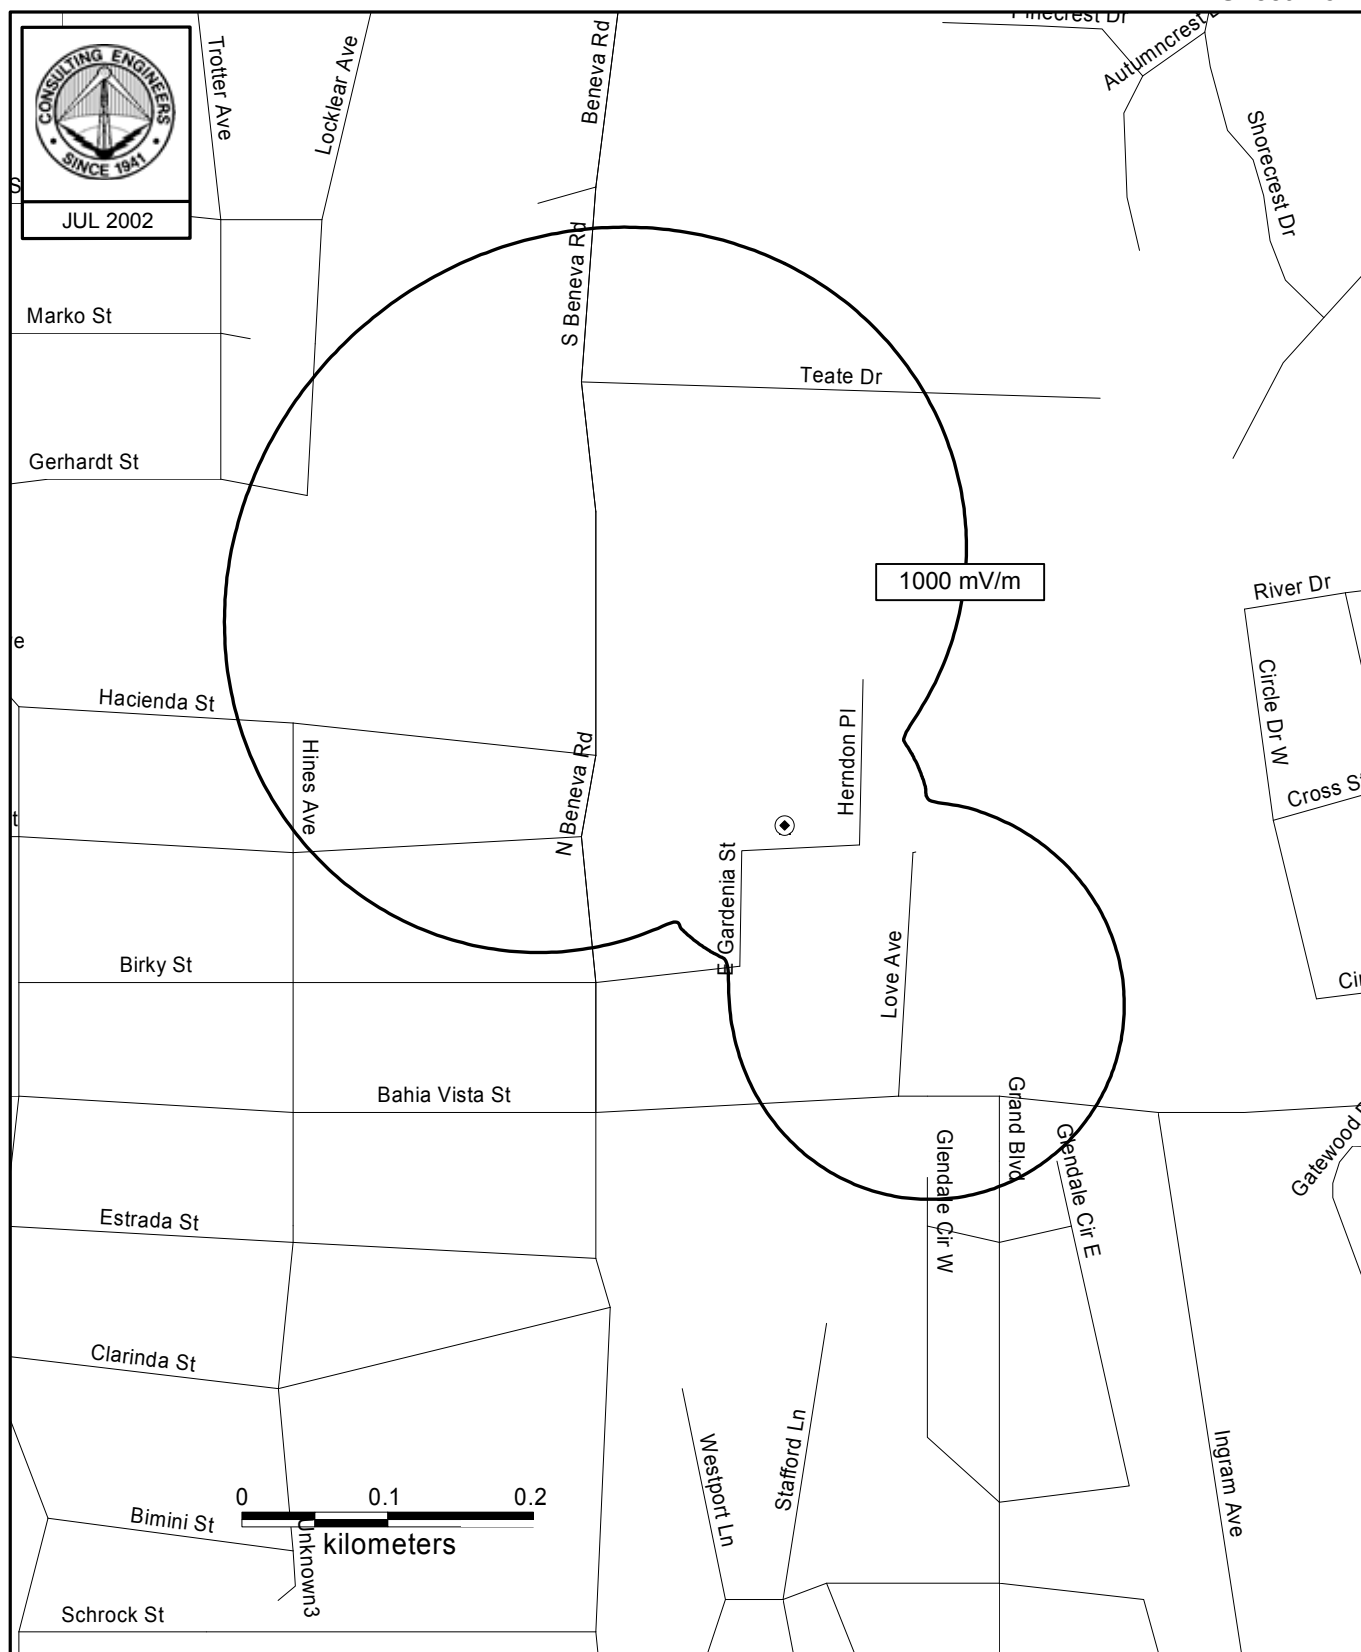 Pinecrest Dr
Autumncrest
Trotter Ave
Locklear Ave
Beneva Rd
CONSULTING ENGINEERS
SINCE 1941
JUL 2002
Shorecrest Dr
S Beneva Rd
Marko St
Teate Dr
Gerhardt St
1000 mV/m
River Dr
Circle Dr W
Hacienda St
Hines Ave
N Beneva Rd
Herndon Pl
Cross St
E Gardenia St
Birky St
Love Ave
Bahia Vista St
Grand Blvd
Glendale Cir W
Glendale Cir E
Gatewood
Estrada St
Clarinda St
Westport Ln
Stafford Ln
Ingram Ave
0 0.1 0.2
kilometers
Bimini St
Unknown3
Schrock St